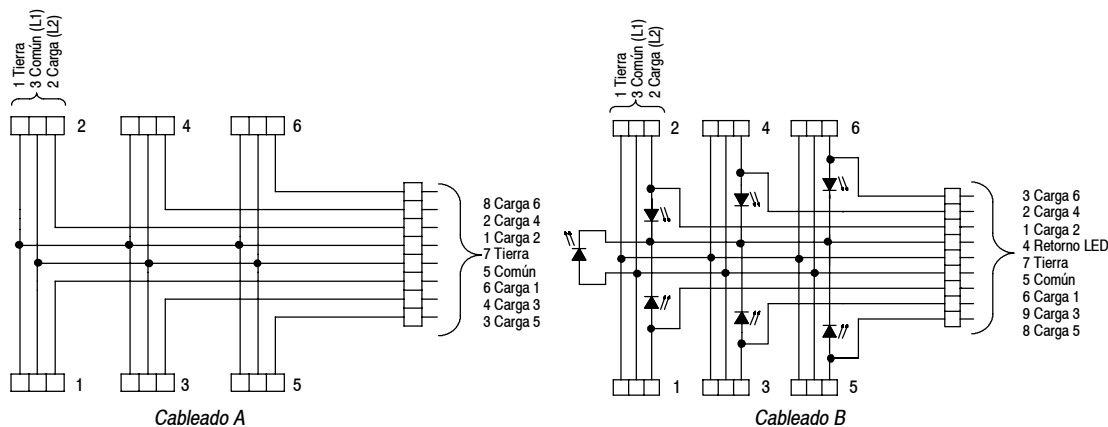 1 Tierra
3 Común (L1)
2 Carga (L2)
2
4
6
8 Carga 6
2 Carga 4
1 Carga 2
7 Tierra
5 Común
6 Carga 1
4 Carga 3
3 Carga 5
1
3
5
Cableado A
1 Tierra
3 Común (L1)
2 Carga (L2)
2
4
6
3 Carga 6
2 Carga 4
1 Carga 2
4 Retorno LED
7 Tierra
5 Común
6 Carga 1
9 Carga 3
8 Carga 5
1
3
5
Cableado B